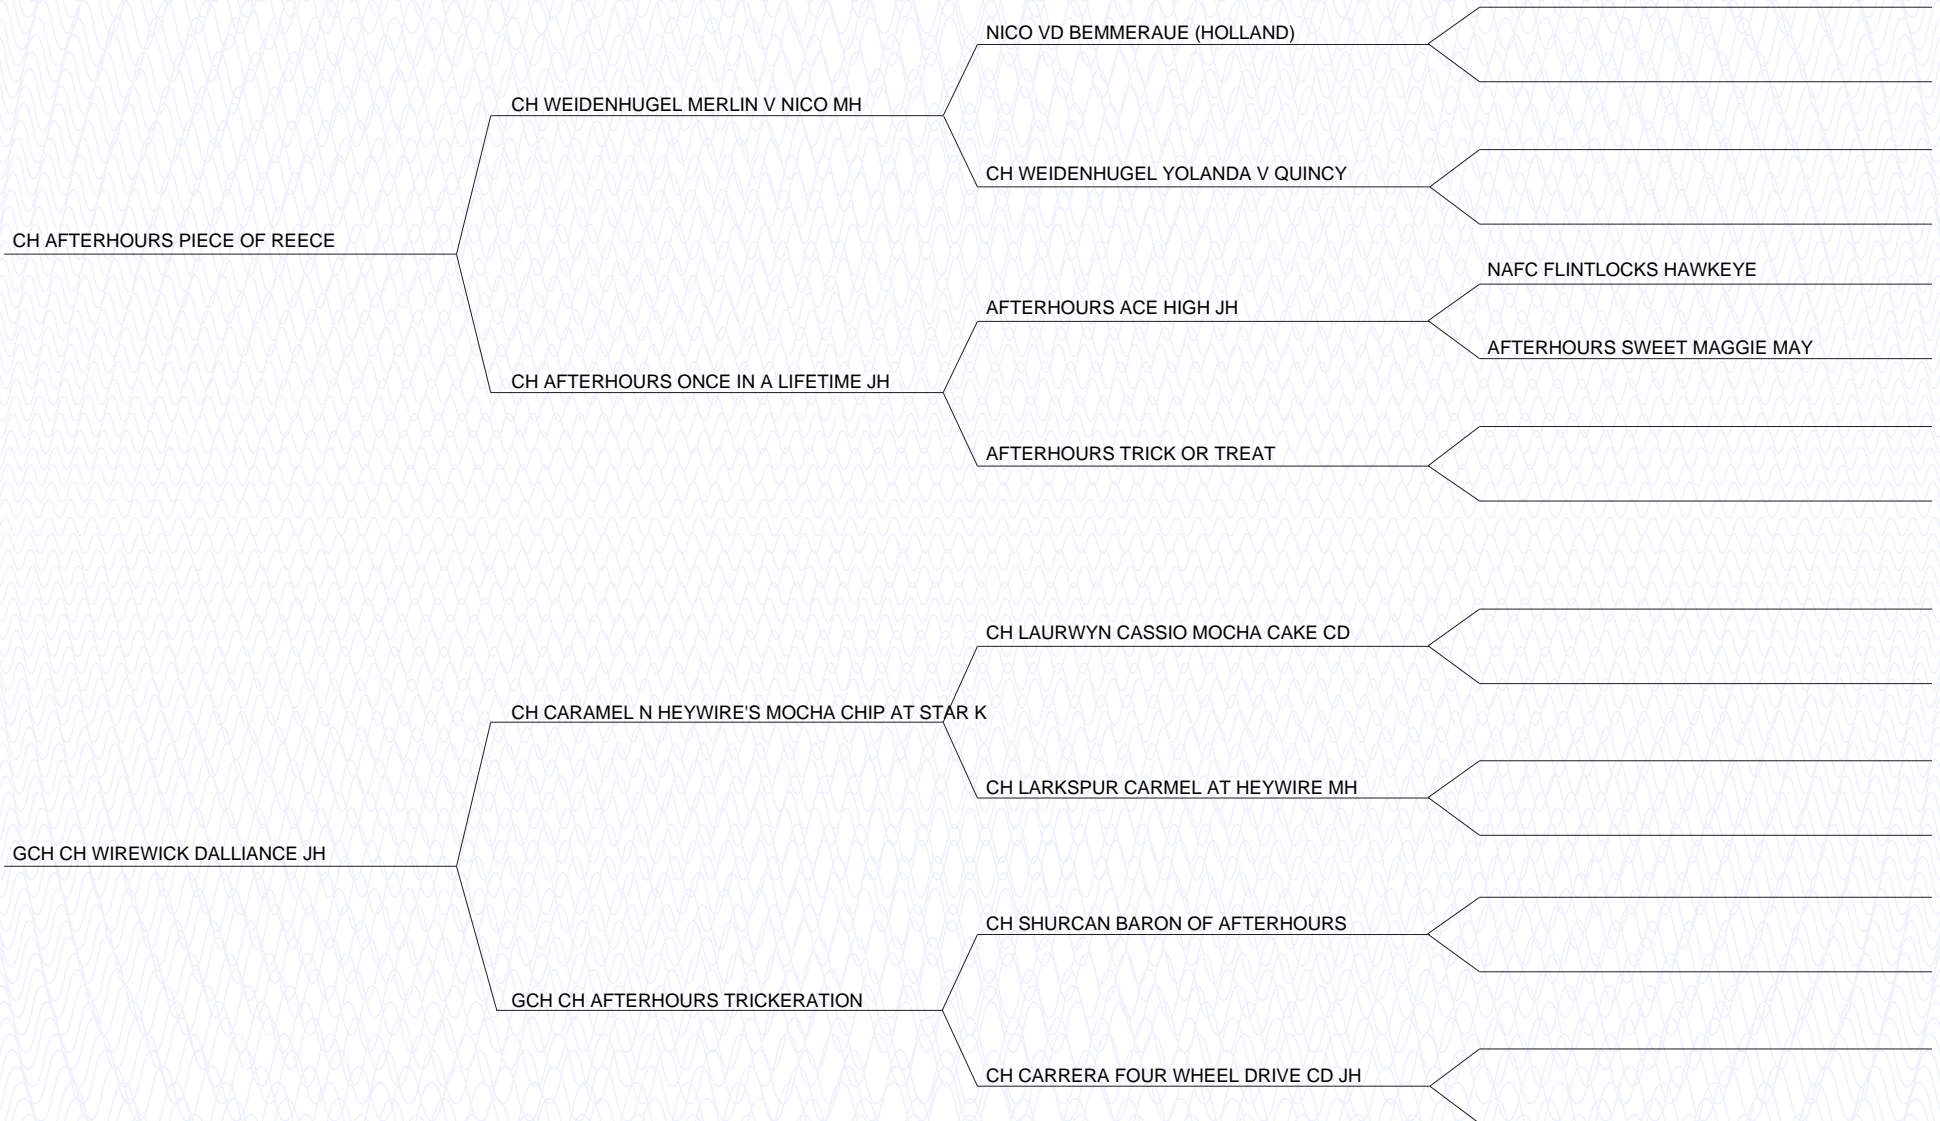 NICO VD BEMMERAUE (HOLLAND)
CH WEIDENHUGEL MERLIN V NICO MH
CH WEIDENHUGEL YOLANDA V QUINCY
CH AFTERHOURS PIECE OF REECE
NAFC FLINTLOCKS HAWKEYE
AFTERHOURS ACE HIGH JH
AFTERHOURS SWEET MAGGIE MAY
CH AFTERHOURS ONCE IN A LIFETIME JH
AFTERHOURS TRICK OR TREAT
CH LAURWYN CASSIO MOCHA CAKE CD
CH CARAMEL N HEYWIRE'S MOCHA CHIP AT STAR K
CH LARKSPUR CARMEL AT HEYWIRE MH
GCH CH WIREWICK DALLIANCE JH
CH SHURCAN BARON OF AFTERHOURS
GCH CH AFTERHOURS TRICKERATION
CH CARRERA FOUR WHEEL DRIVE CD JH